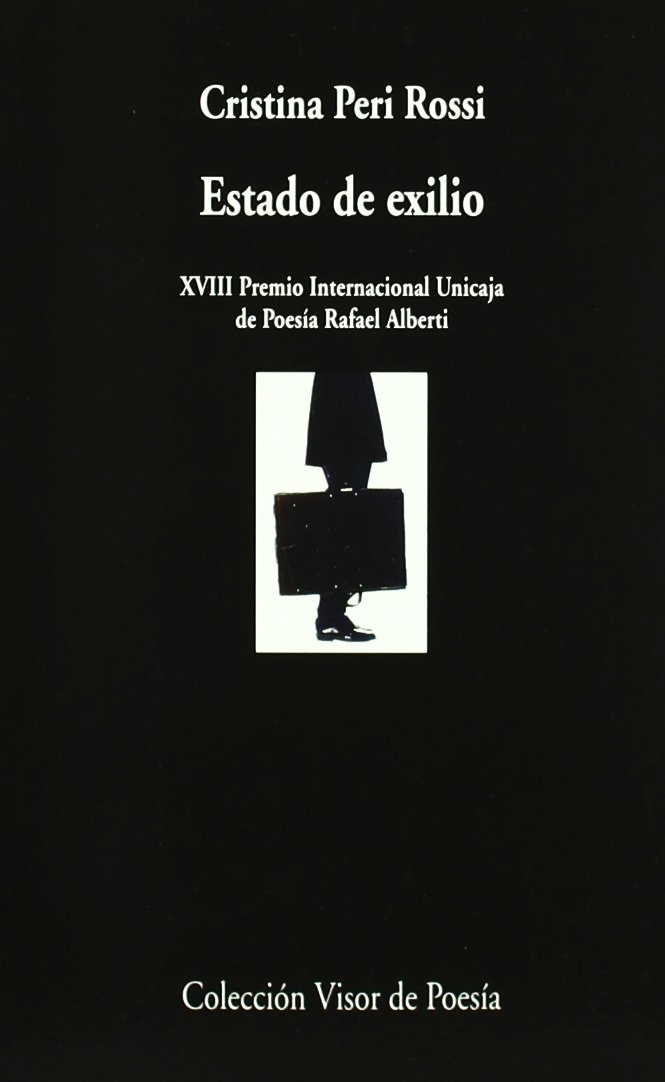 Cristina Peri Rossi
Estado de exilio
XVIII Premio Internacional Unicaja
de Poesía Rafael Alberti
Colección Visor de Poesía